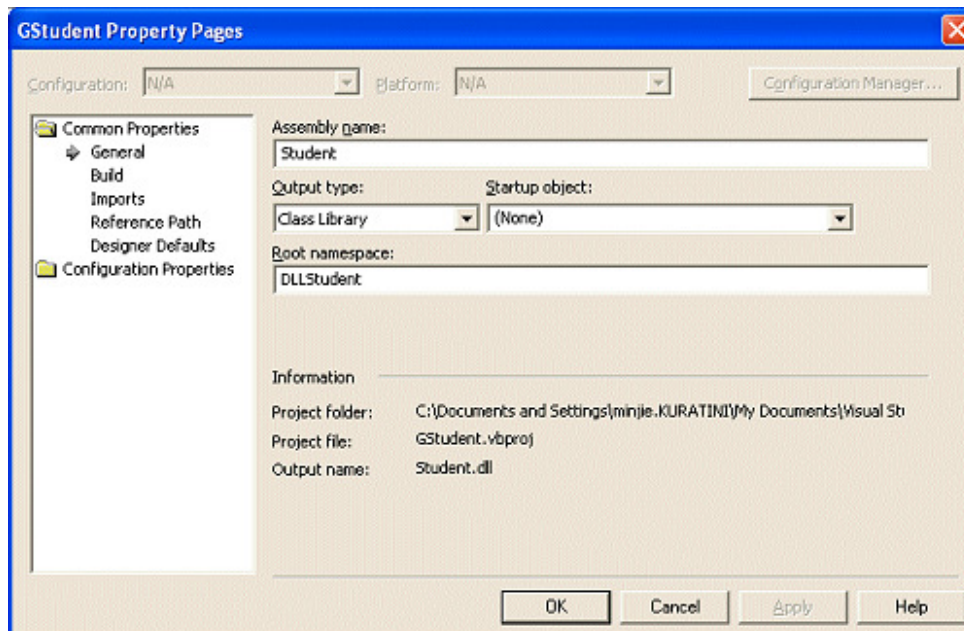 GStudent Property Pages
Configuration: N/A Platform: N/A Configuration Manager...
Common Properties
General
Build
Imports
Reference Path
Designer Defaults
Configuration Properties
Assembly name:
Student
Output type: Startup object:
Class Library (None)
Root namespace:
DLLStudent
Information
Project folder: C:\Documents and Settings\minjie.KURATINI\My Documents\Visual St
Project file: GStudent.vbproj
Output name: Student.dll
OK Cancel Apply Help